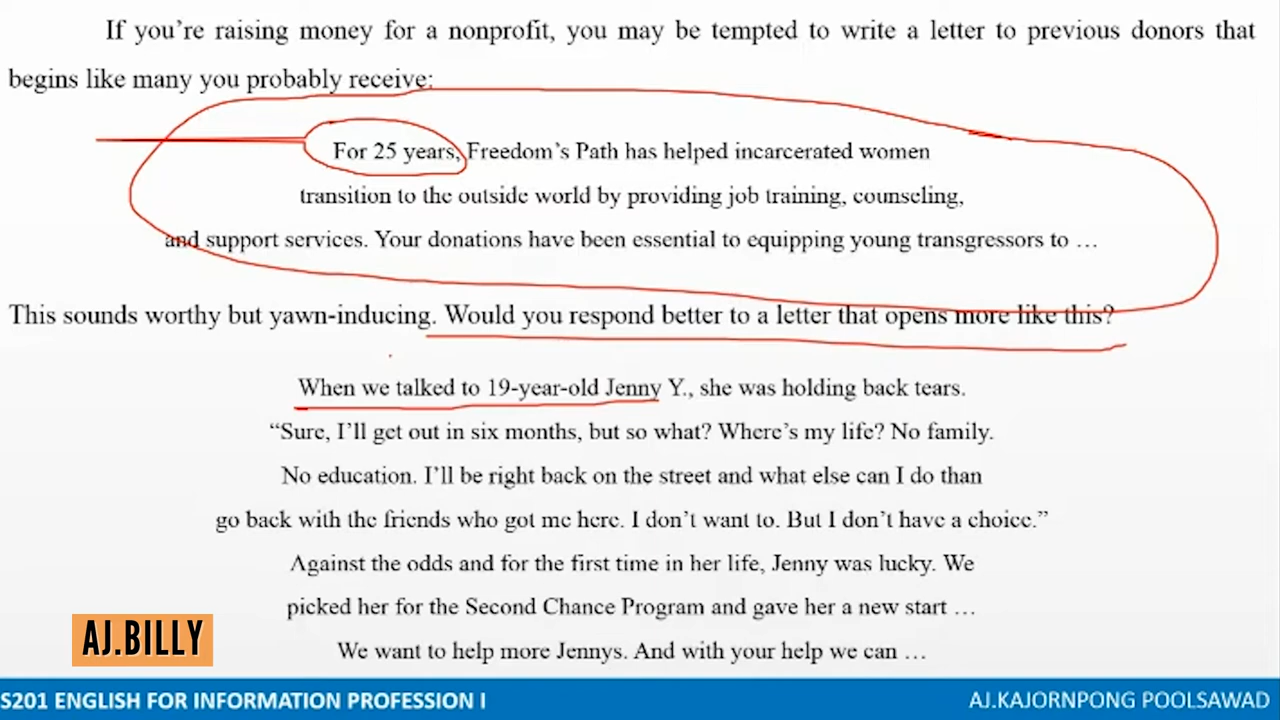 If you’re raising money for a nonprofit, you may be tempted to write a letter to previous donors that
begins like many you probably receive:
For 25 years, Freedom’s Path has helped incarcerated women
transition to the outside world by providing job training, counseling,
and support services. Your donations have been essential to equipping young transgressors to …
This sounds worthy but yawn-inducing. Would you respond better to a letter that opens more like this?
When we talked to 19-year-old Jenny Y., she was holding back tears.
“Sure, I’ll get out in six months, but so what? Where’s my life? No family.
No education. I’ll be right back on the street and what else can I do than
go back with the friends who got me here. I don’t want to. But I don’t have a choice.”
Against the odds and for the first time in her life, Jenny was lucky. We
picked her for the Second Chance Program and gave her a new start …
We want to help more Jennys. And with your help we can …
AJ.BILLY
S201 ENGLISH FOR INFORMATION PROFESSION I
AJ.KAJORNPONG POOLSAWAD